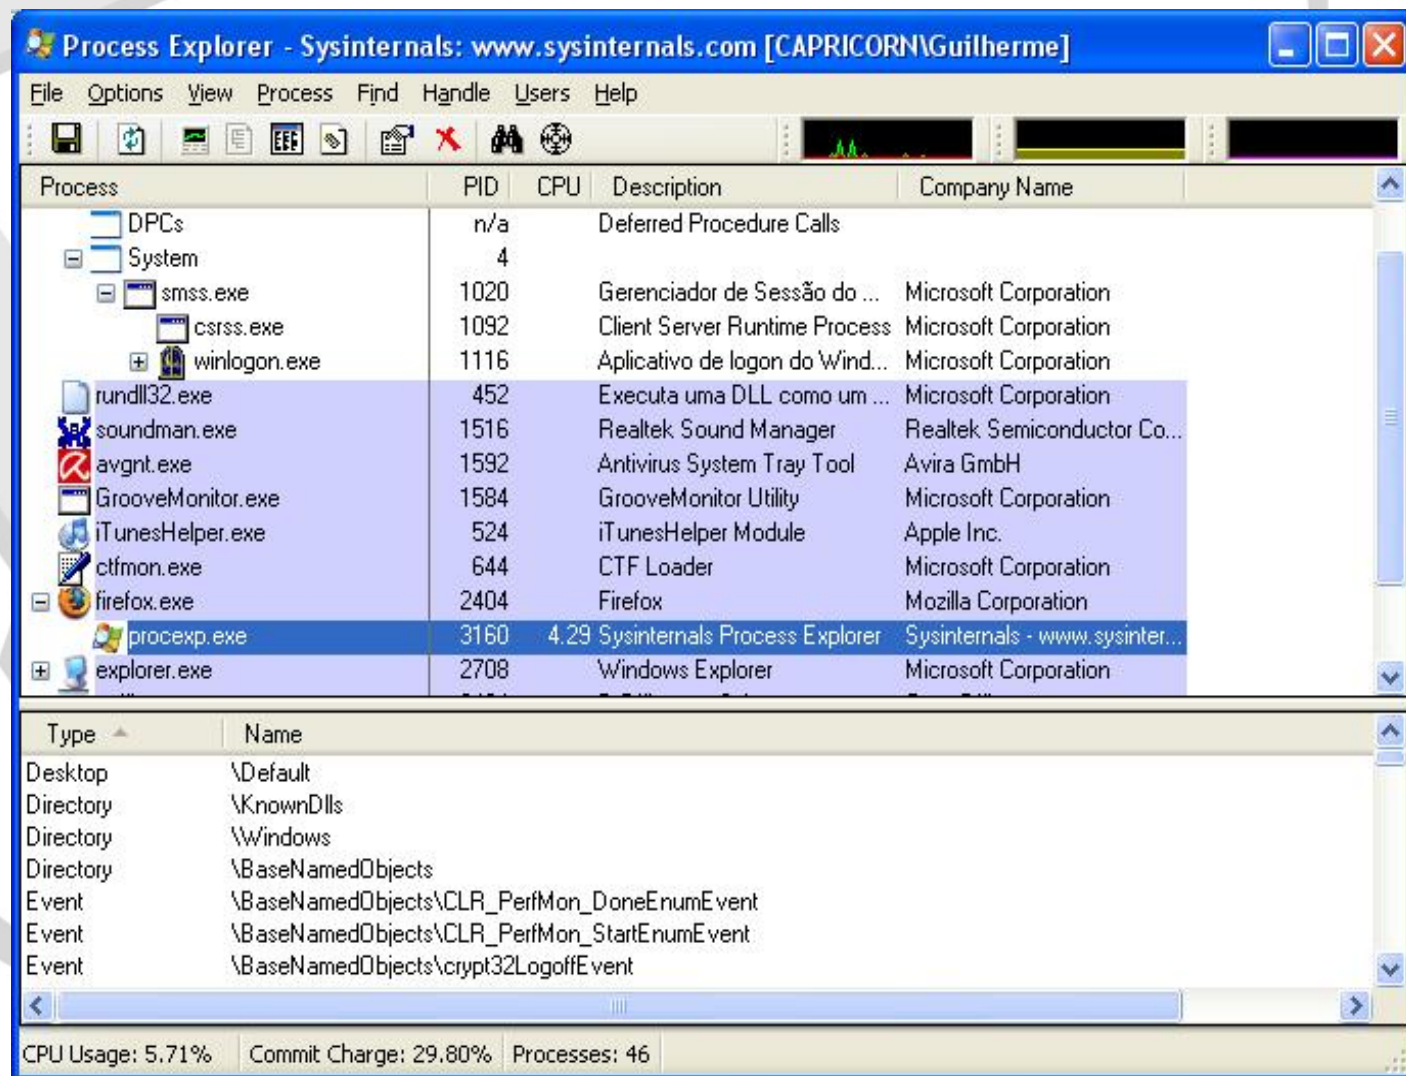 Process Explorer - Sysinternals: www.sysinternals.com [CAPRICORN\Guilherme]
File Options View Process Find Handle Users Help
Process PID CPU Description Company Name
DPCs n/a Deferred Procedure Calls
System 4
smss.exe 1020 Gerenciador de Sessão do ... Microsoft Corporation
csrss.exe 1092 Client Server Runtime Process Microsoft Corporation
winlogon.exe 1116 Aplicativo de logon do Wind... Microsoft Corporation
rundll32.exe 452 Executa uma DLL como um ... Microsoft Corporation
soundman.exe 1516 Realtek Sound Manager Realtek Semiconductor Co...
avgnt.exe 1592 Antivirus System Tray Tool Avira GmbH
GrooveMonitor.exe 1584 GrooveMonitor Utility Microsoft Corporation
iTunesHelper.exe 524 iTunesHelper Module Apple Inc.
ctfmon.exe 644 CTF Loader Microsoft Corporation
firefox.exe 2404 Firefox Mozilla Corporation
procexp.exe 3160 4.29 Sysinternals Process Explorer Sysinternals - www.sysinter...
explorer.exe 2708 Windows Explorer Microsoft Corporation
Type Name
Desktop \Default
Directory \KnownDlls
Directory \Windows
Directory \BaseNamedObjects
Event \BaseNamedObjects\CLR_PerfMon_DoneEnumEvent
Event \BaseNamedObjects\CLR_PerfMon_StartEnumEvent
Event \BaseNamedObjects\crypt32LogoffEvent
CPU Usage: 5.71% Commit Charge: 29.80% Processes: 46